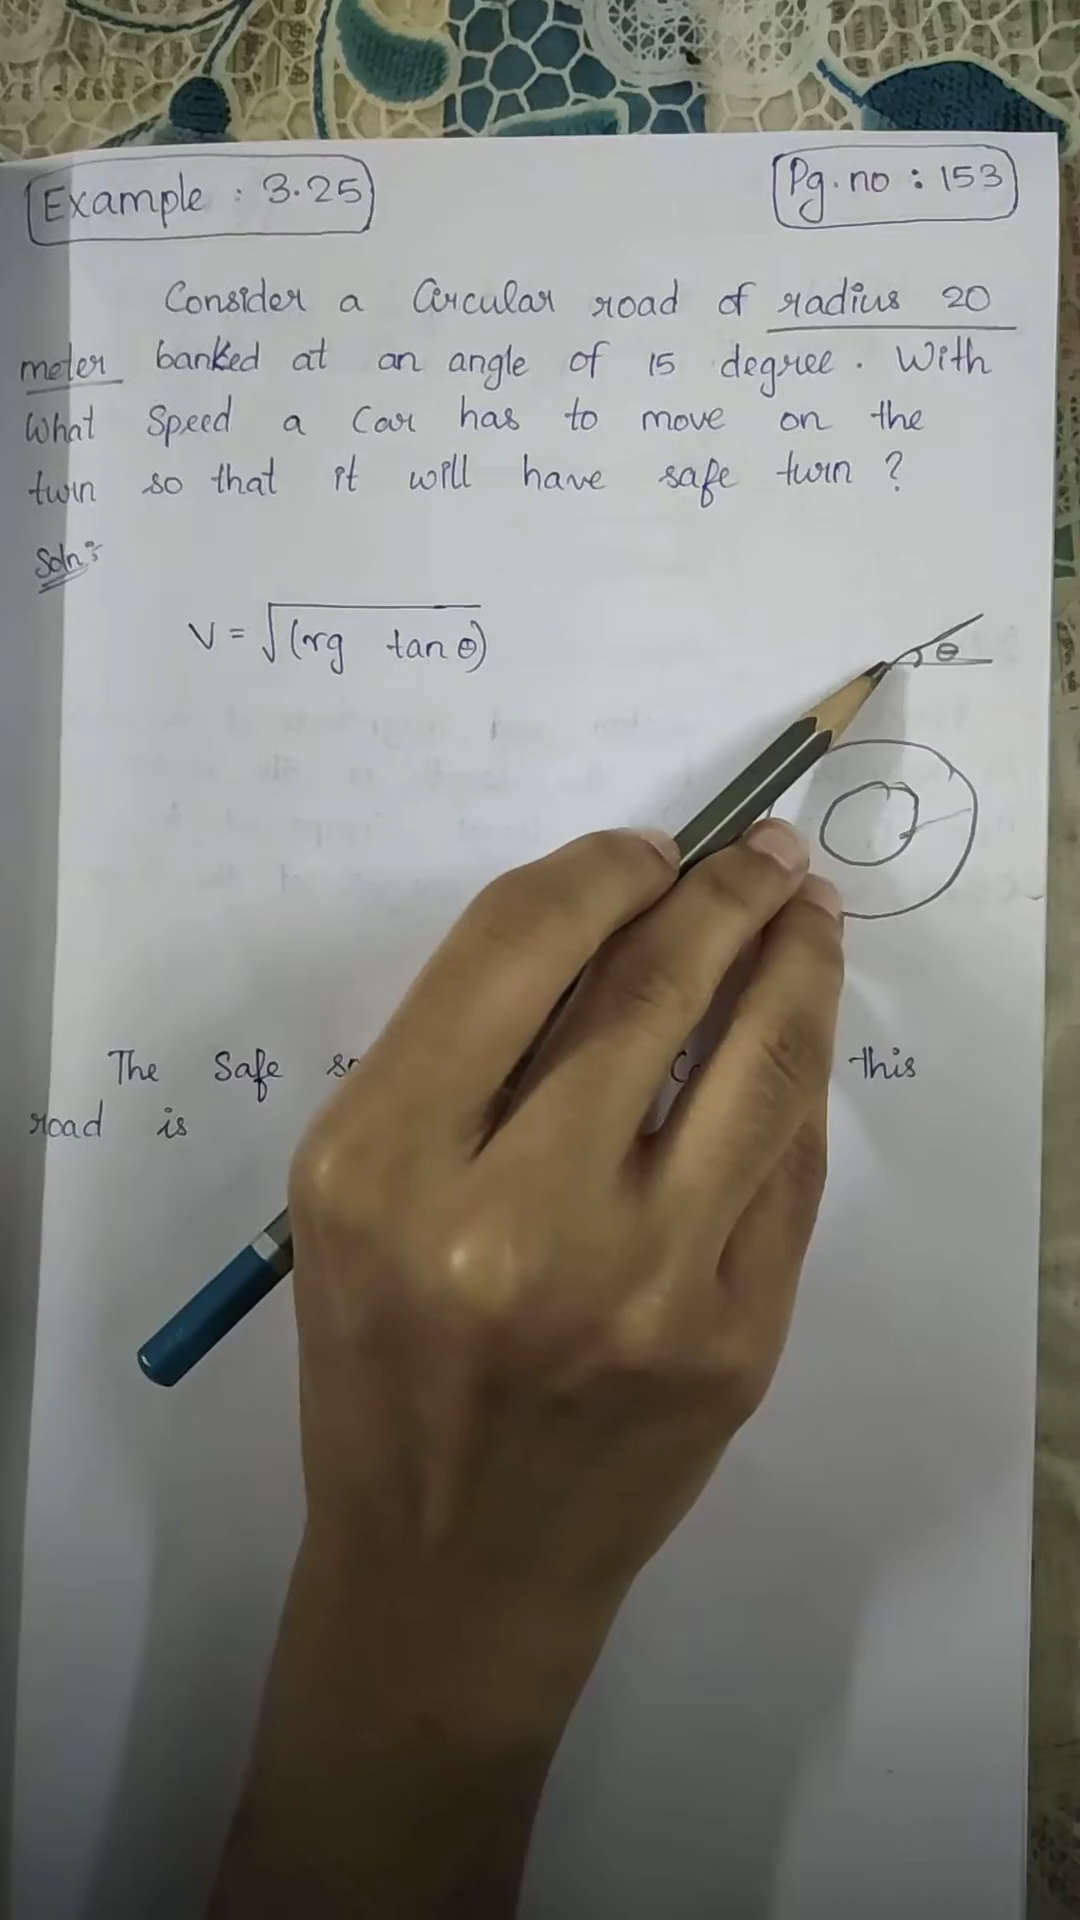 Example : 3.25
Pg.no : 153
Consider a Circular road of radius 20
meter banked at an angle of 15 degree. With
What Speed a Car has to move on the
turn so that it will have safe turn ?
Soln:
V = √(rg tan θ)
θ
The Safe this
road is